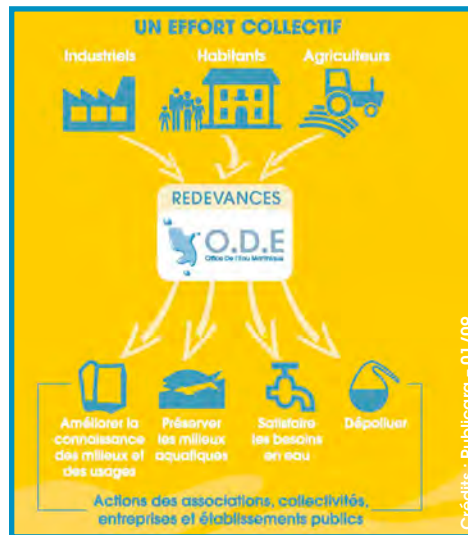 UN EFFORT COLLECTIF
Industriels Habitants Agriculteurs
REDEVANCES
O.D.E
Office De l'Eau Martinique
Améliorer la
connaissance
des milieux et
des usages
Préserver
les milieux
aquatiques
Satisfaire
les besoins
en eau
Dépolluer
Actions des associations, collectivités,
entreprises et établissements publics
Crédits : Publicara - 01/09